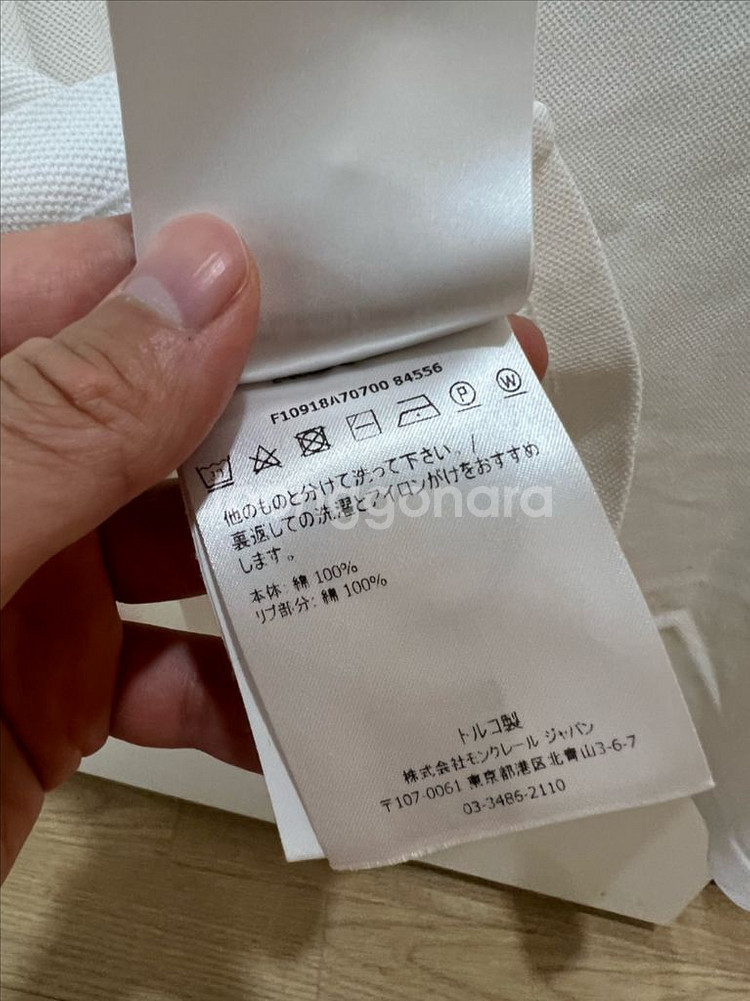 F10918A70700 84556
他のものと分けて洗って下さい。/
裏返しての洗濯とアイロンがけをおすすめ
します。
本体: 綿 100%
リブ部分: 綿 100%
トルコ製
株式会社モンクレール ジャパン
〒107-0061 東京都港区北青山3-6-7
03-3486-2110